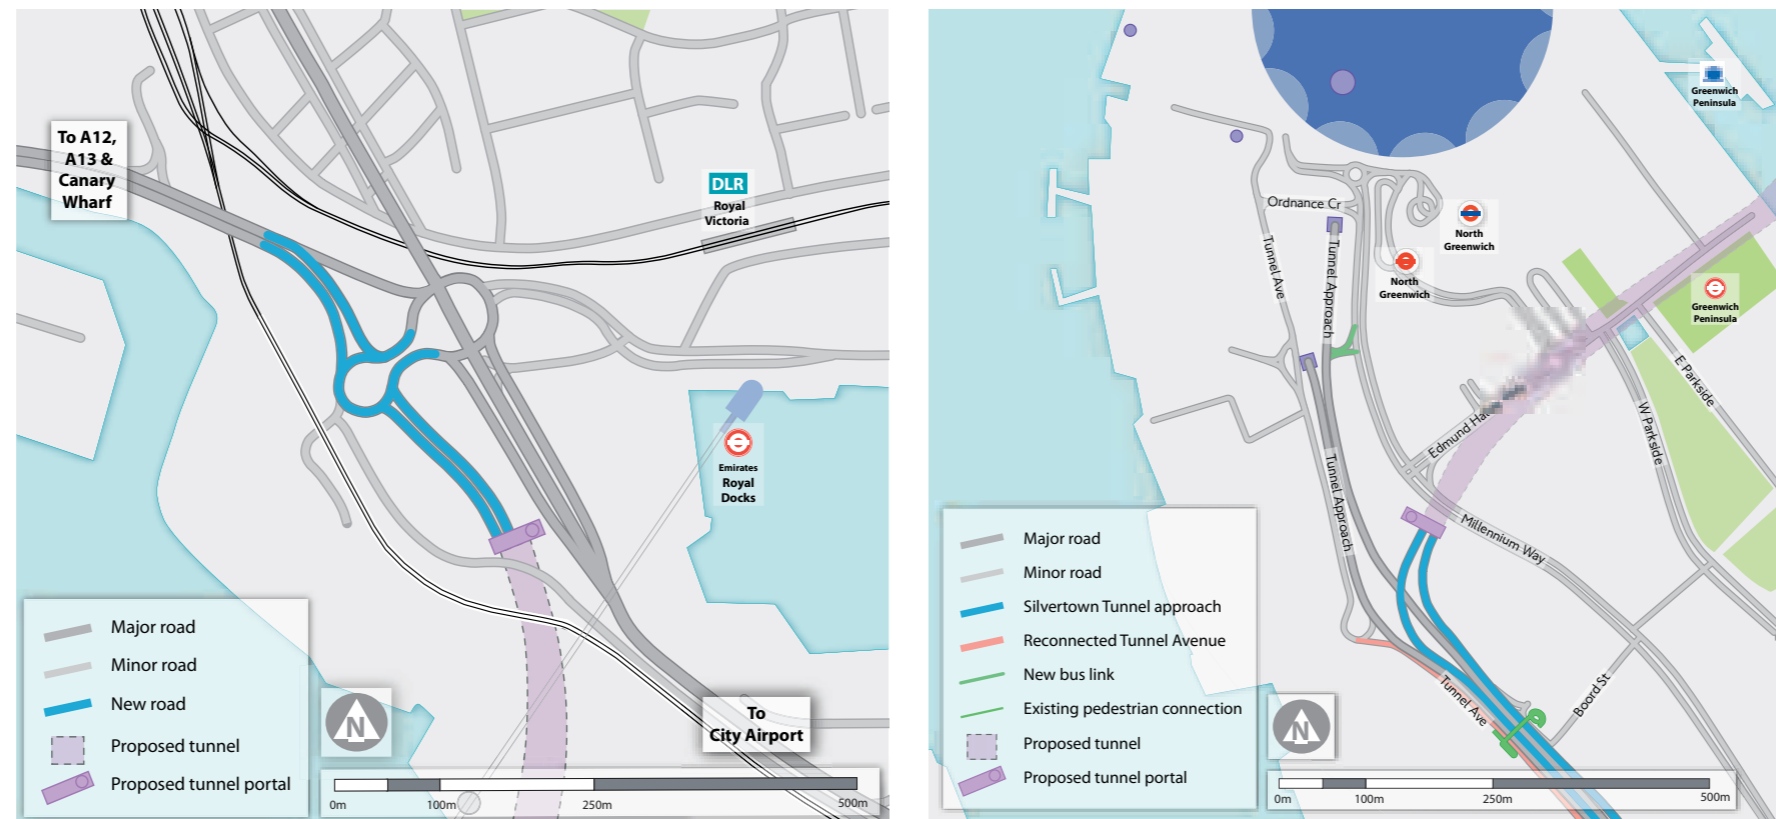 To A12,
A13 &
Canary
Wharf
DLR
Royal
Victoria
Emirates
Royal
Docks
To
City Airport
Major road
Minor road
New road
Proposed tunnel
Proposed tunnel portal
N
0m
100m
250m
500m
Greenwich
Peninsula
Ordnance Cr
North
Greenwich
North
Greenwich
Greenwich
Peninsula
Tunnel Ave
Tunnel Approach
E Parkside
W Parkside
Edmund
Tunnel Approach
Millennium Way
Boord St
Tunnel Ave
Major road
Minor road
Silvertown Tunnel approach
Reconnected Tunnel Avenue
New bus link
Existing pedestrian connection
Proposed tunnel
Proposed tunnel portal
N
0m
100m
250m
500m